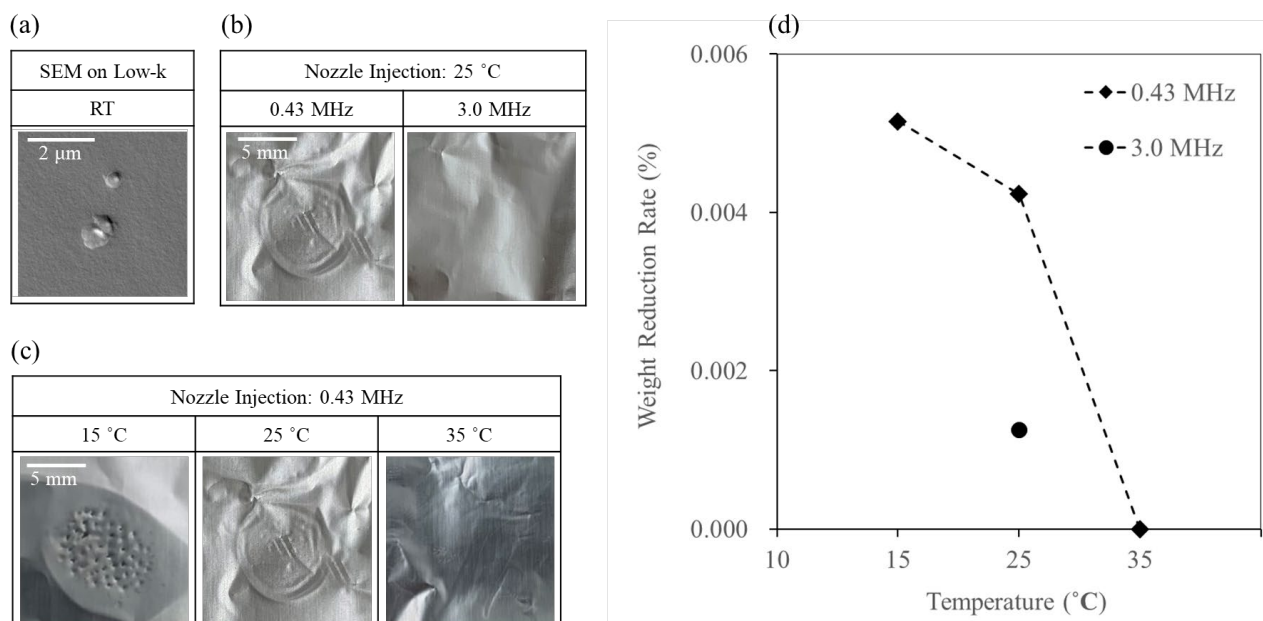 (a)
SEM on Low-k
RT
2 μm
(b)
Nozzle Injection: 25 ˚C
0.43 MHz
3.0 MHz
5 mm
(c)
Nozzle Injection: 0.43 MHz
15 ˚C
25 ˚C
35 ˚C
5 mm
(d)
0.006
0.004
0.002
0.000
10
15
25
35
Weight Reduction Rate (%)
Temperature (˚C)
0.43 MHz
3.0 MHz